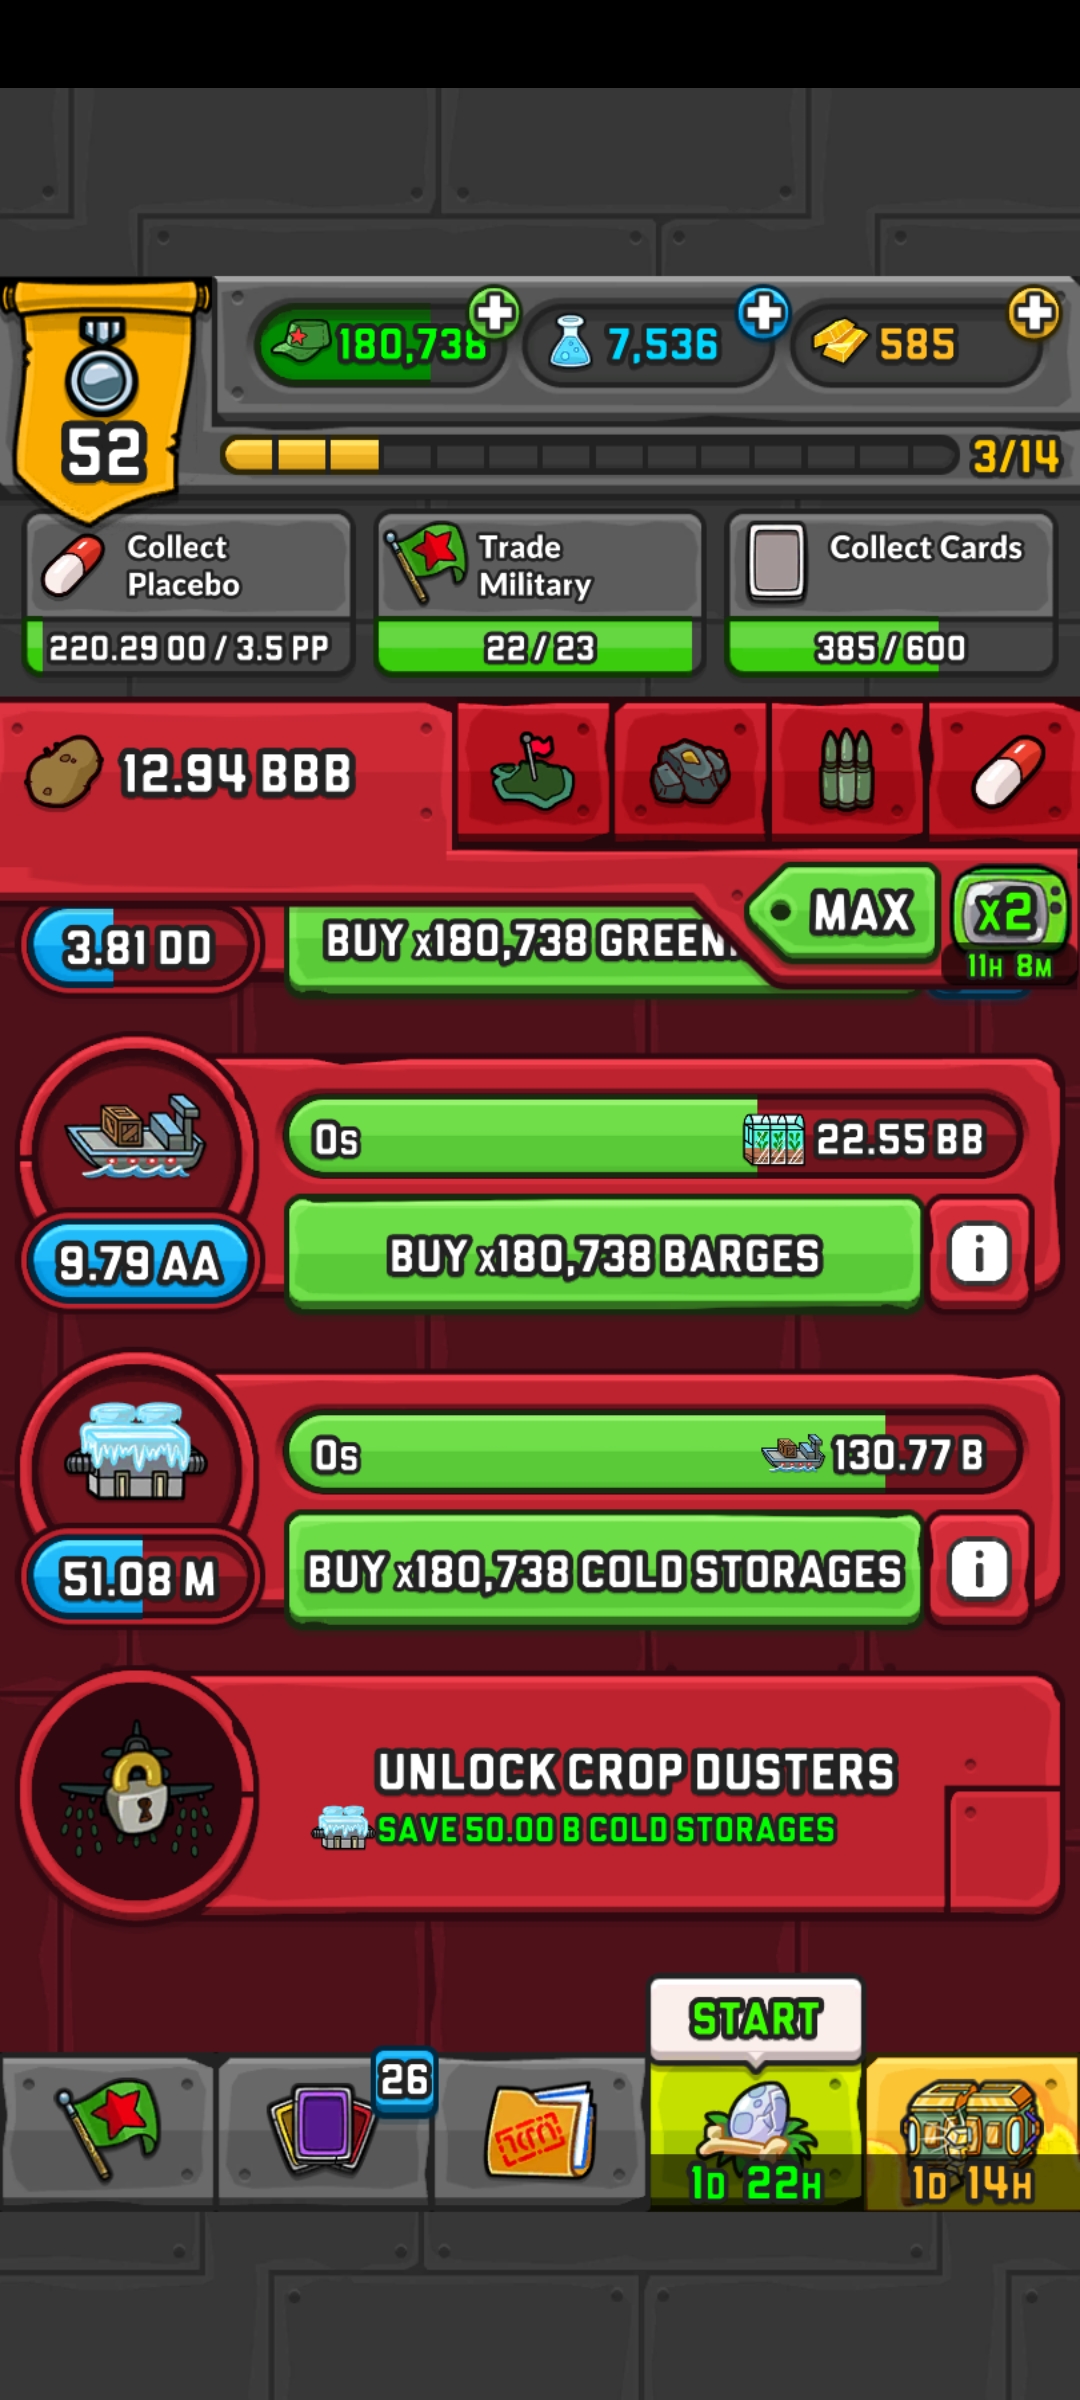 180,738
7,536
585
52
3/14
Collect
Placebo
220.29 OO / 3.5 PP
Trade
Military
22 / 23
Collect Cards
385 / 600
12.94 BBB
MAX
x2
11H 8M
3.81 DD
BUY x180,738
0s
22.55 BB
9.79 AA
BUY x180,738 BARGES
i
0s
130.77 B
51.08 M
BUY x180,738 COLD STORAGES
i
UNLOCK CROP DUSTERS
SAVE 50.00 B COLD STORAGES
START
26
1D 22H
1D 14H